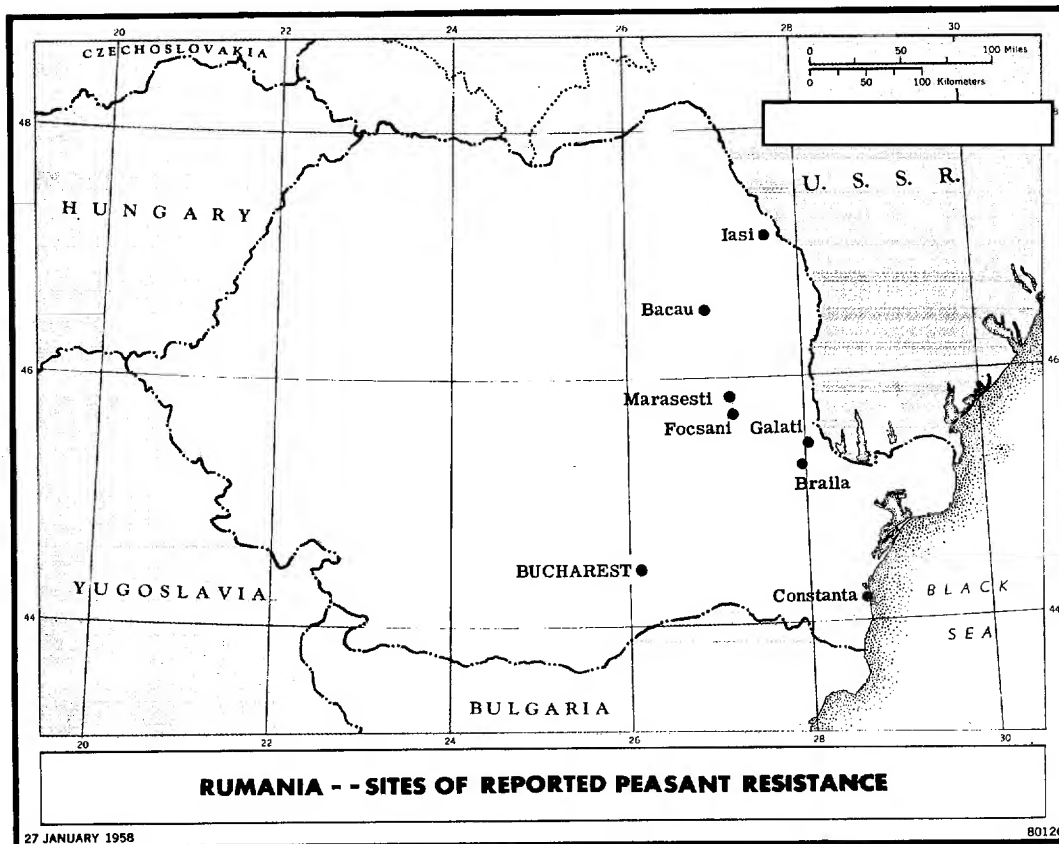 20 22 24 26 28 30
CZECHOSLOVAKIA
0 50 100 Miles
0 50 100 Kilometers
48
U. S. S. R.
HUNGARY
Iasi
Bacau
46 46
Marasesti
Focsani Galati
Braila
BUCHAREST
YUGOSLAVIA
Constanta
BLACK
SEA
44 44
BULGARIA
20 22 24 26 28 30
RUMANIA - - SITES OF REPORTED PEASANT RESISTANCE
27 JANUARY 1958 80126